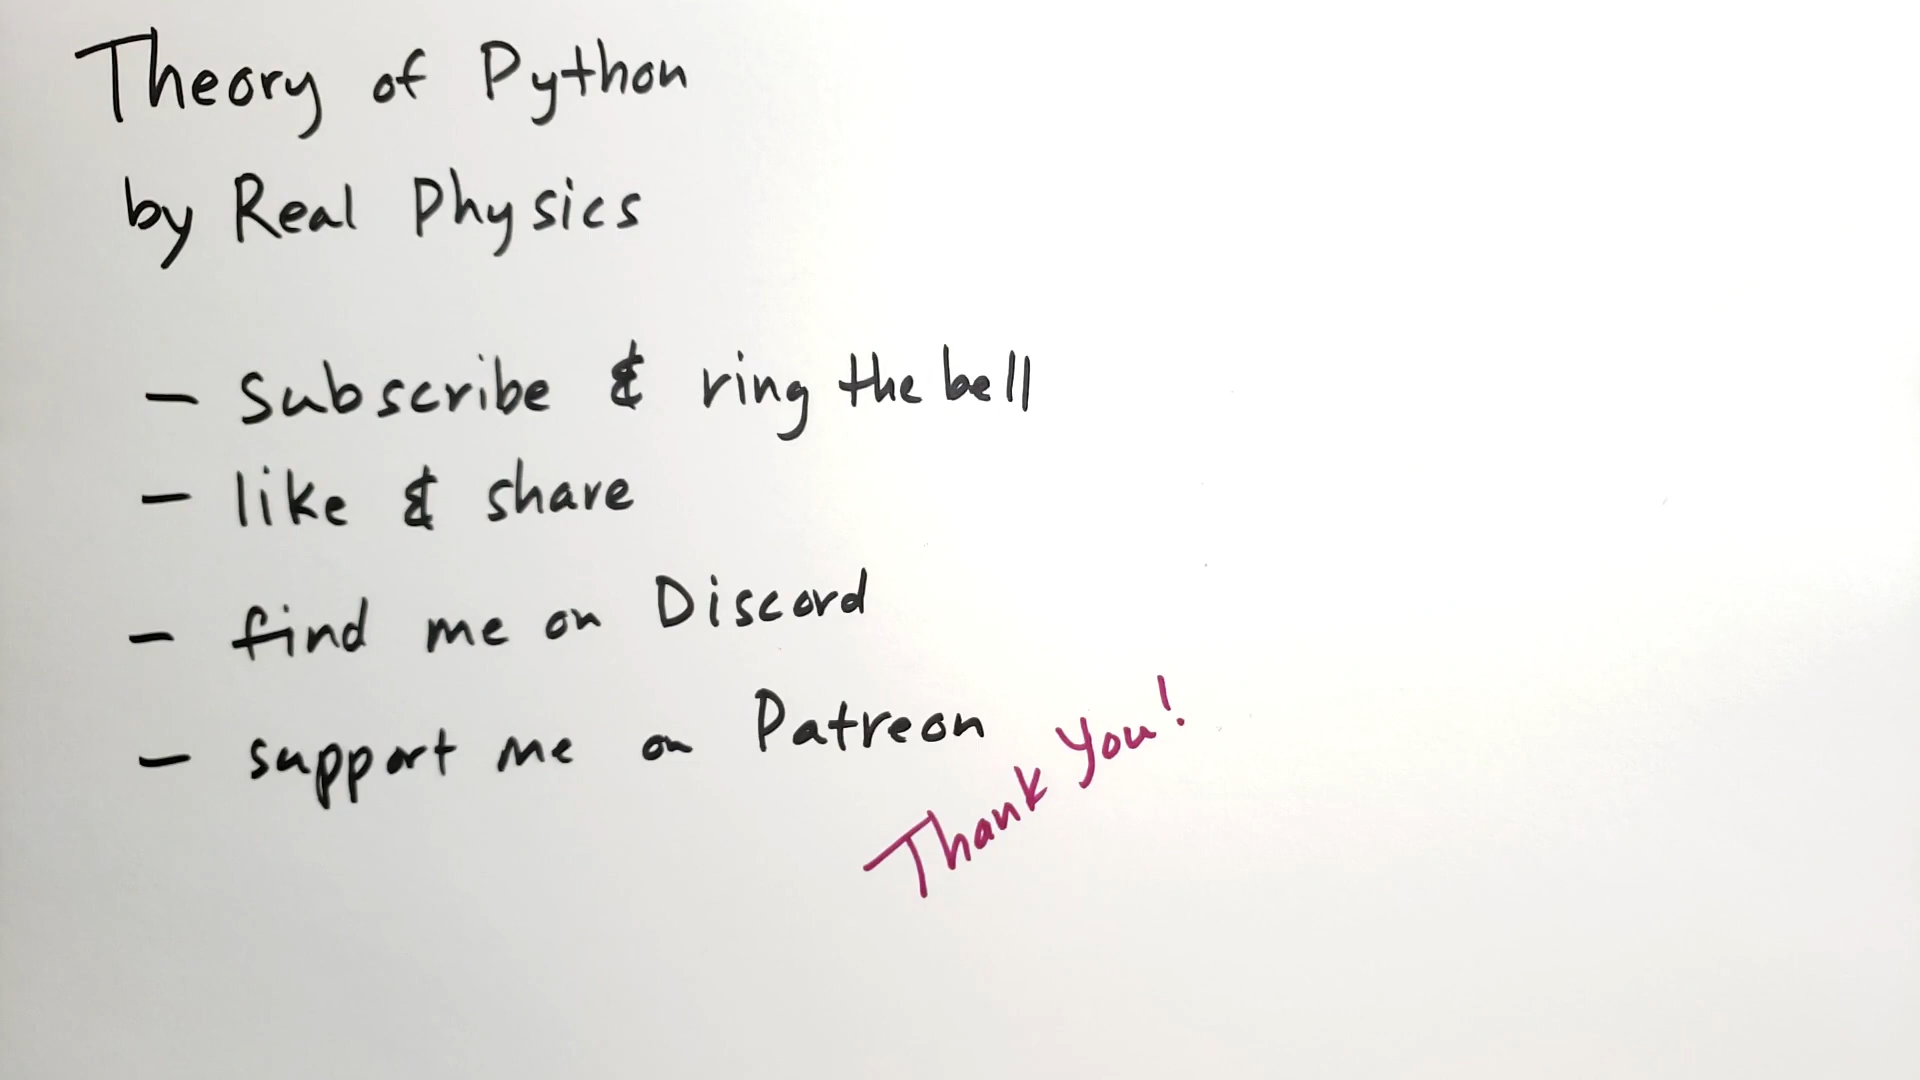 Theory of Python
by Real Physics
- subscribe & ring the bell
- like & share
- find me on Discord
- support me on Patreon
Thank You!